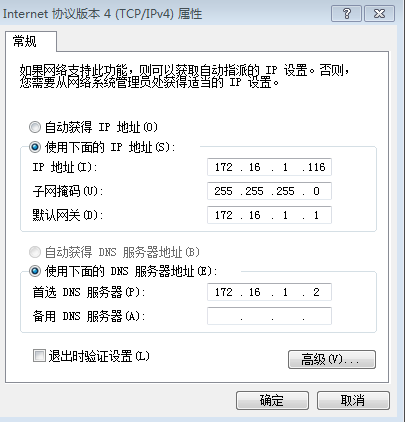 Internet 协议版本 4 (TCP/IPv4) 属性
常规
如果网络支持此功能，则可以获取自动指派的 IP 设置。否则，
您需要从网络系统管理员处获得适当的 IP 设置。
自动获得 IP 地址(O)
使用下面的 IP 地址(S):
IP 地址(I): 172 . 16 . 1 .116
子网掩码(U): 255 .255 .255 . 0
默认网关(D): 172 . 16 . 1 . 1
自动获得 DNS 服务器地址(B)
使用下面的 DNS 服务器地址(E):
首选 DNS 服务器(P): 172 . 16 . 1 . 2
备用 DNS 服务器(A): . . .
退出时验证设置(L)
高级(V)...
确定 取消